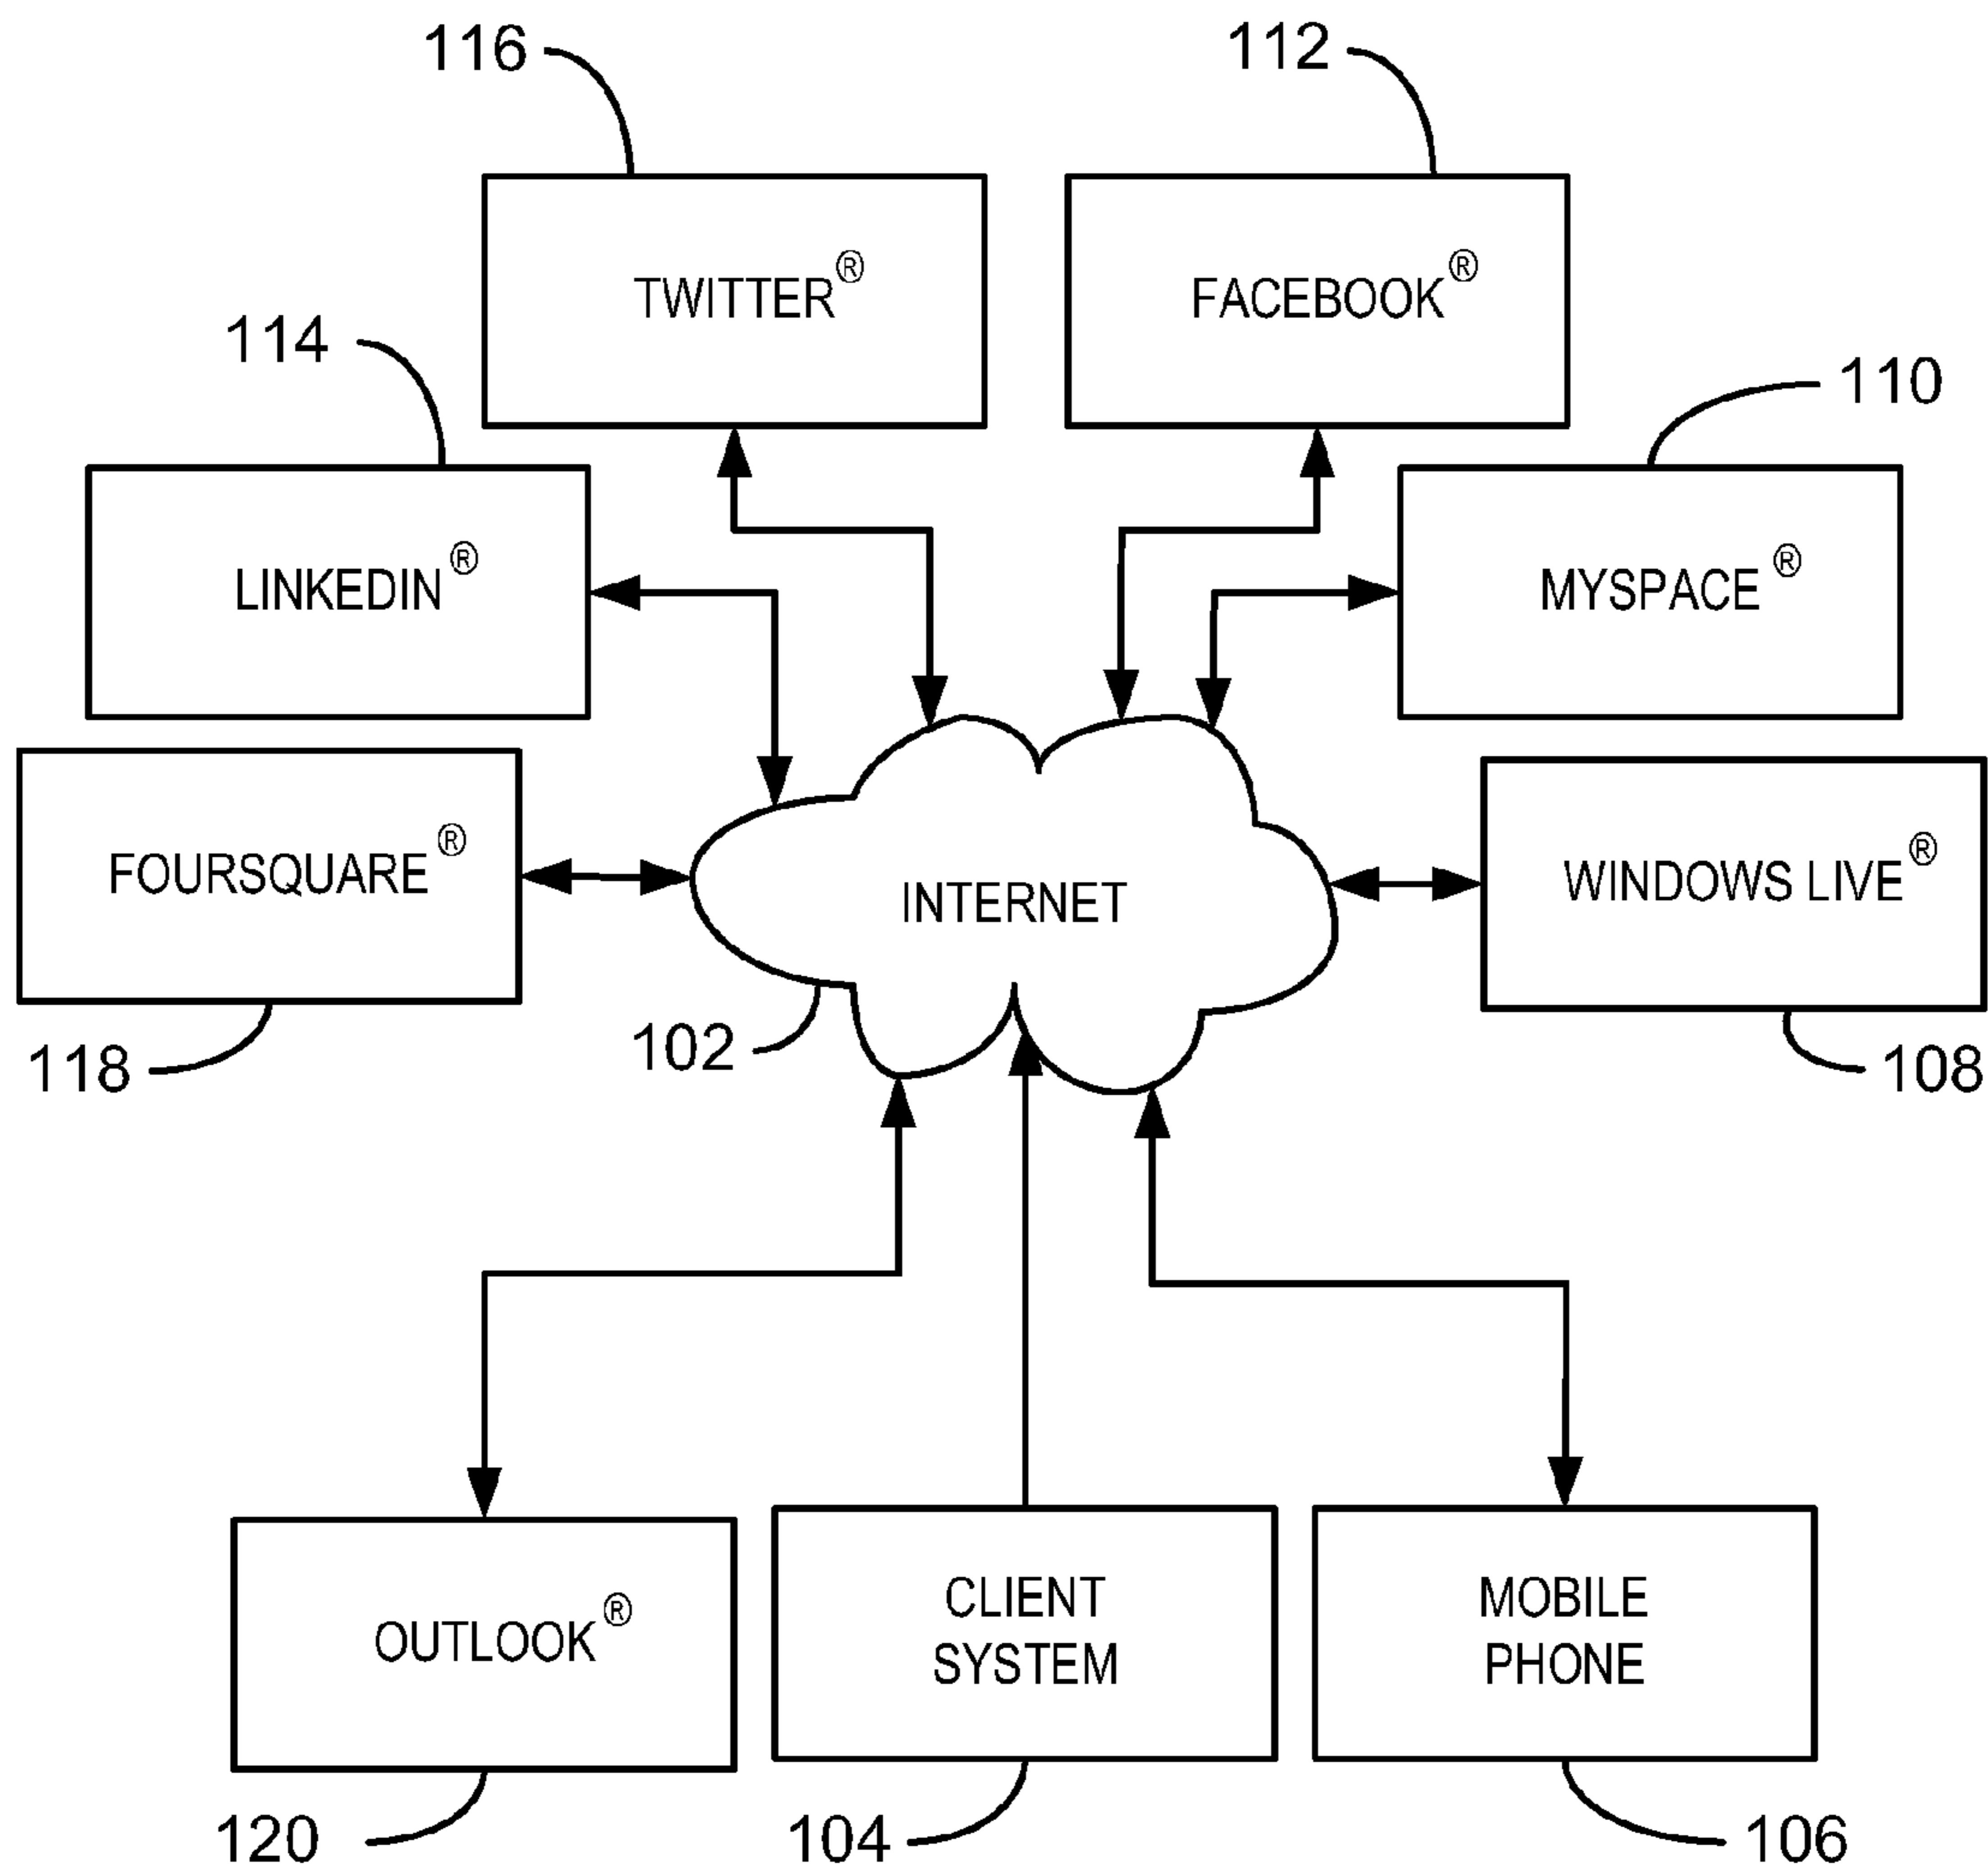 116
112
TWITTER®
FACEBOOK®
114
110
LINKEDIN®
MYSPACE®
FOURSQUARE®
INTERNET
WINDOWS LIVE®
102
118
108
OUTLOOK®
CLIENT
SYSTEM
MOBILE
PHONE
120
104
106